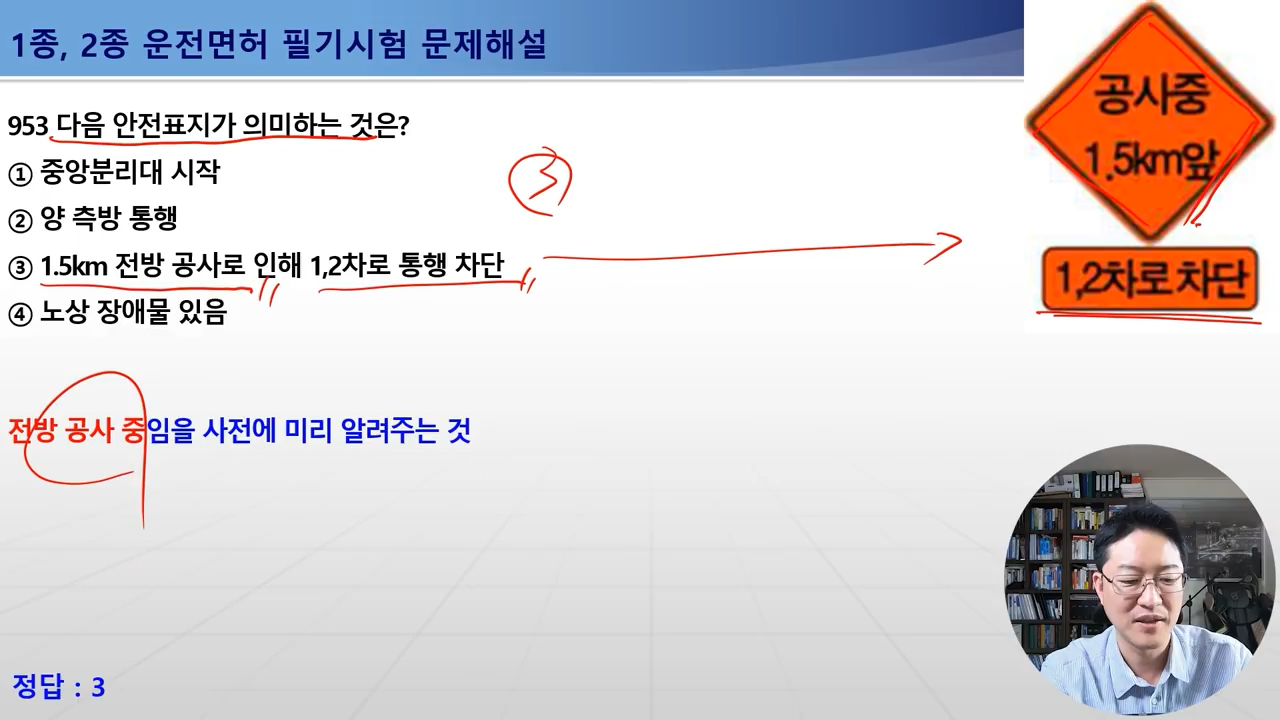 1종, 2종 운전면허 필기시험 문제해설
953 다음 안전표지가 의미하는 것은?
① 중앙분리대 시작
② 양 측방 통행
③ 1.5km 전방 공사로 인해 1,2차로 통행 차단
④ 노상 장애물 있음
3
공사중
1.5km앞
1,2차로 차단
전방 공사 중임을 사전에 미리 알려주는 것
정답 : 3